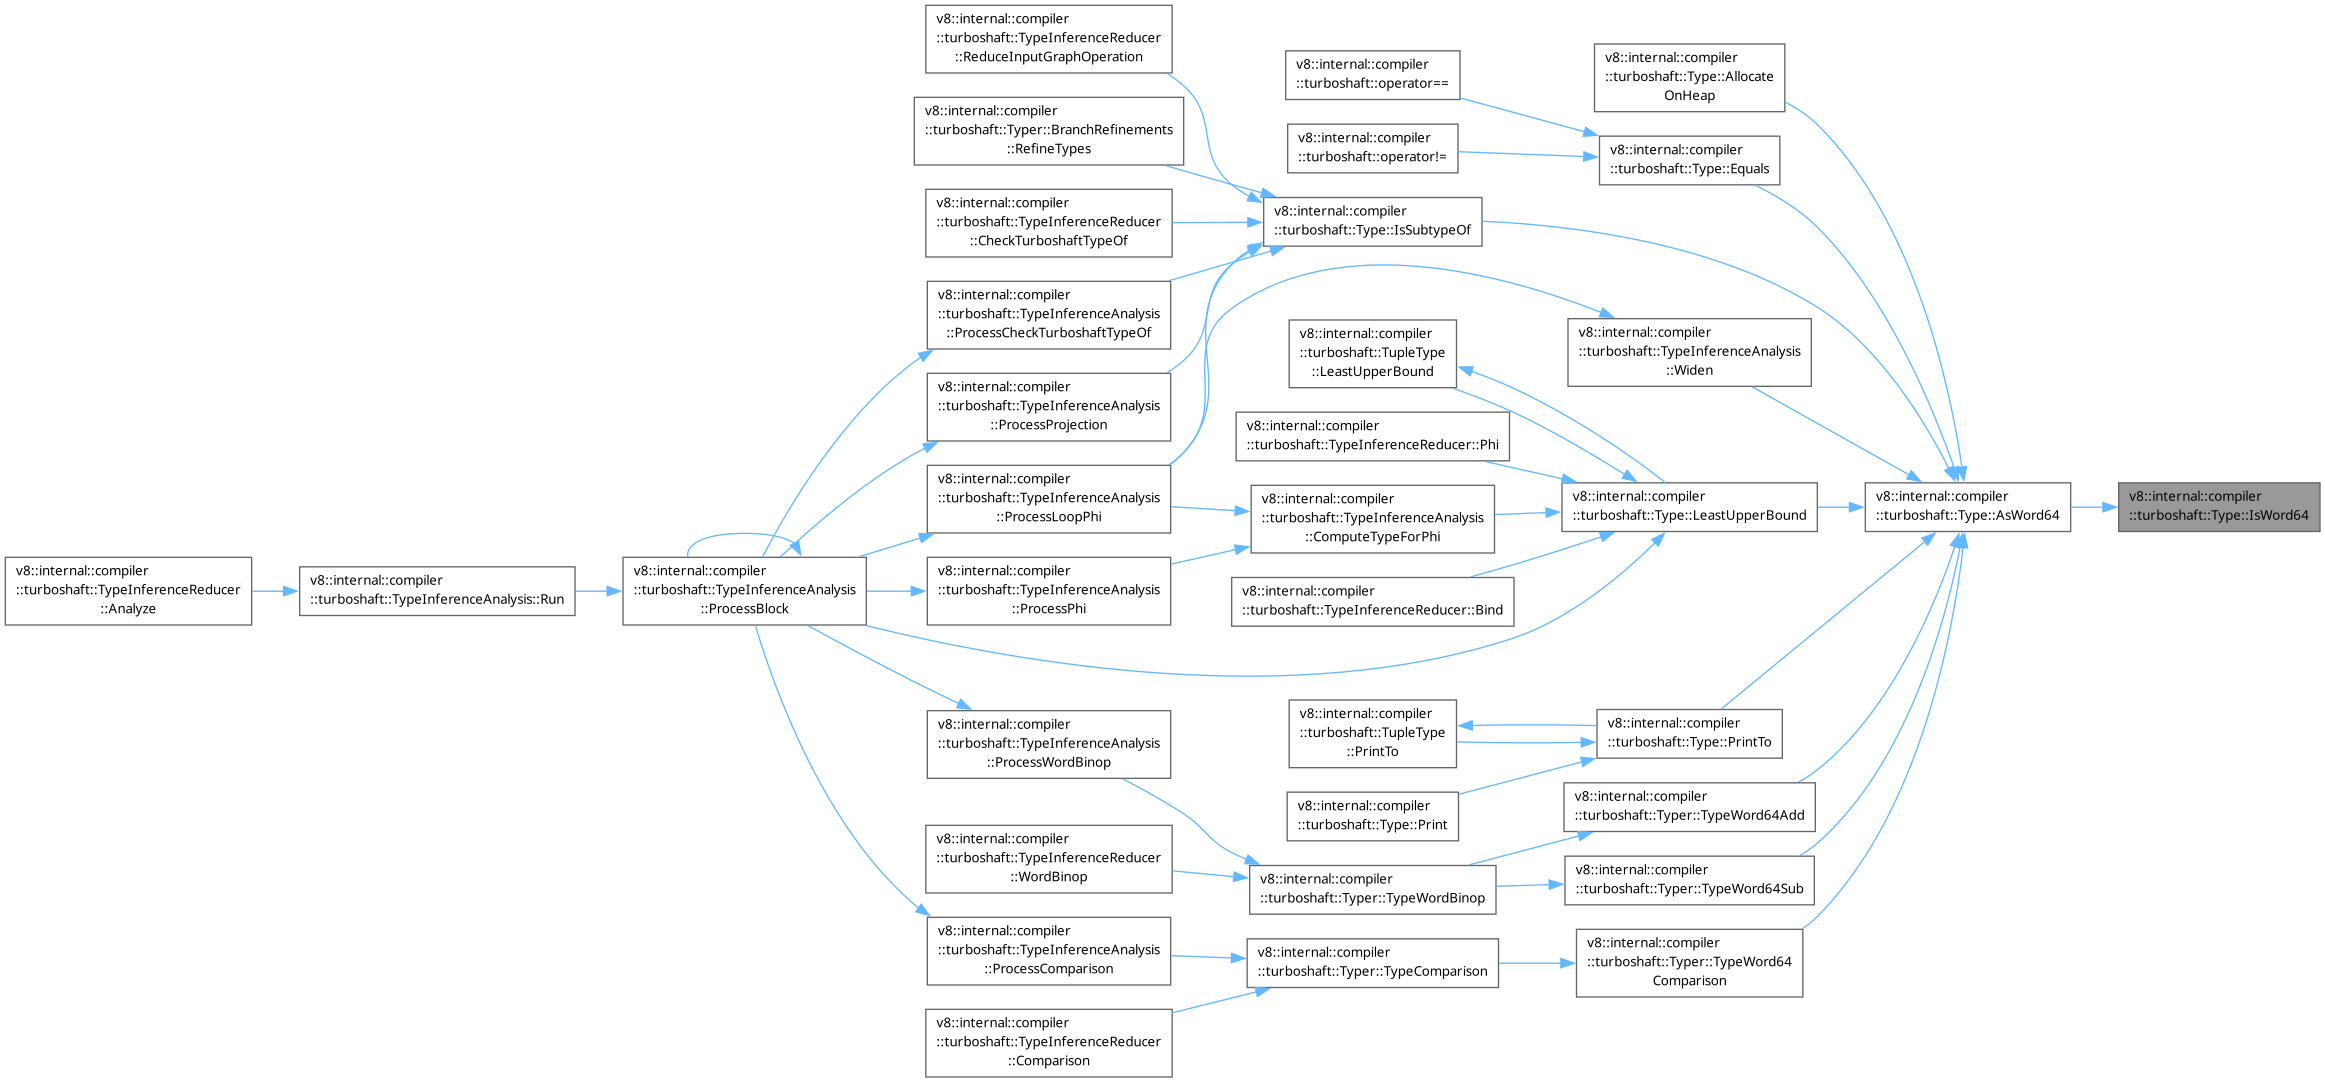 v8::internal::compiler
::turboshaft::TypeInferenceReducer
::Analyze
v8::internal::compiler
::turboshaft::TypeInferenceAnalysis::Run
v8::internal::compiler
::turboshaft::TypeInferenceAnalysis
::ProcessBlock
v8::internal::compiler
::turboshaft::TypeInferenceReducer
::ReduceInputGraphOperation
v8::internal::compiler
::turboshaft::Typer::BranchRefinements
::RefineTypes
v8::internal::compiler
::turboshaft::TypeInferenceReducer
::CheckTurboshaftTypeOf
v8::internal::compiler
::turboshaft::TypeInferenceAnalysis
::ProcessCheckTurboshaftTypeOf
v8::internal::compiler
::turboshaft::TypeInferenceAnalysis
::ProcessProjection
v8::internal::compiler
::turboshaft::TypeInferenceAnalysis
::ProcessLoopPhi
v8::internal::compiler
::turboshaft::TypeInferenceAnalysis
::ProcessPhi
v8::internal::compiler
::turboshaft::TypeInferenceAnalysis
::ProcessWordBinop
v8::internal::compiler
::turboshaft::TypeInferenceReducer
::WordBinop
v8::internal::compiler
::turboshaft::TypeInferenceAnalysis
::ProcessComparison
v8::internal::compiler
::turboshaft::TypeInferenceReducer
::Comparison
v8::internal::compiler
::turboshaft::operator==
v8::internal::compiler
::turboshaft::operator!=
v8::internal::compiler
::turboshaft::Type::IsSubtypeOf
v8::internal::compiler
::turboshaft::TupleType
::LeastUpperBound
v8::internal::compiler
::turboshaft::TypeInferenceReducer::Phi
v8::internal::compiler
::turboshaft::TypeInferenceAnalysis
::ComputeTypeForPhi
v8::internal::compiler
::turboshaft::TypeInferenceReducer::Bind
v8::internal::compiler
::turboshaft::TupleType
::PrintTo
v8::internal::compiler
::turboshaft::Type::Print
v8::internal::compiler
::turboshaft::Typer::TypeWordBinop
v8::internal::compiler
::turboshaft::Typer::TypeComparison
v8::internal::compiler
::turboshaft::Type::Allocate
OnHeap
v8::internal::compiler
::turboshaft::Type::Equals
v8::internal::compiler
::turboshaft::TypeInferenceAnalysis
::Widen
v8::internal::compiler
::turboshaft::Type::LeastUpperBound
v8::internal::compiler
::turboshaft::Type::PrintTo
v8::internal::compiler
::turboshaft::Typer::TypeWord64Add
v8::internal::compiler
::turboshaft::Typer::TypeWord64Sub
v8::internal::compiler
::turboshaft::Typer::TypeWord64
Comparison
v8::internal::compiler
::turboshaft::Type::AsWord64
v8::internal::compiler
::turboshaft::Type::IsWord64